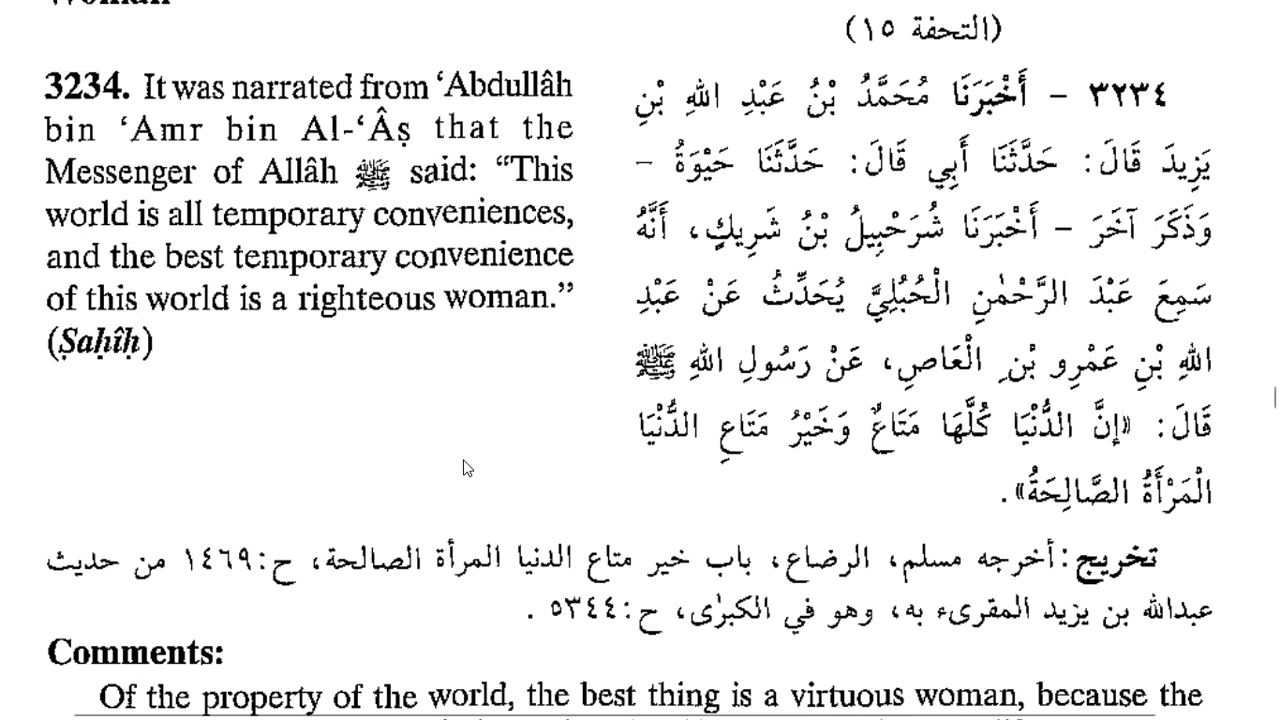 (التحفة ١٥)
3234. It was narrated from ‘Abdullâh
bin ‘Amr bin Al-‘Âṣ that the
Messenger of Allâh ﷺ said: “This
world is all temporary conveniences,
and the best temporary convenience
of this world is a righteous woman.”
(Ṣaḥîḥ)
٣٢٣٤ - أَخْبَرَنَا مُحَمَّدُ بْنُ عَبْدِ اللهِ بْنِ
يَزِيدَ قَالَ: حَدَّثَنَا أَبِي قَالَ: حَدَّثَنَا حَيْوَةُ -
وَذَكَرَ آخَرَ - أَخْبَرَنَا شُرَحْبِيلُ بْنُ شَرِيكٍ، أَنَّهُ
سَمِعَ عَبْدَ الرَّحْمٰنِ الْحُبُلِيَّ يُحَدِّثُ عَنْ عَبْدِ
اللهِ بْنِ عَمْرِو بْنِ الْعَاصِ، عَنْ رَسُولِ اللهِ ﷺ
قَالَ: «إِنَّ الدُّنْيَا كُلَّهَا مَتَاعٌ وَخَيْرُ مَتَاعِ الدُّنْيَا
الْمَرْأَةُ الصَّالِحَةُ».
تخريج: أخرجه مسلم، الرضاع، باب خير متاع الدنيا المرأة الصالحة، ح:١٤٦٩ من حديث
عبدالله بن يزيد المقرىء به، وهو في الكبرٰى، ح:٥٣٤٤ .
Comments:
Of the property of the world, the best thing is a virtuous woman, because the